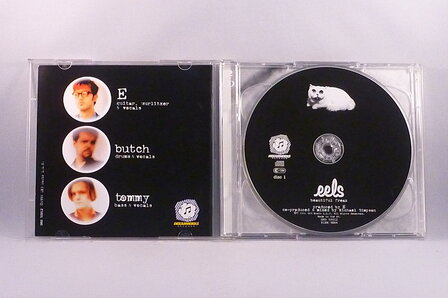 E
guitar, wurlitzer
& vocals
butch
drums & vocals
tommy
bass & vocals
DREAMWORKS
disc 1
eels
beautiful freak
produced by E
co-produced & mixed by Michael Simpson